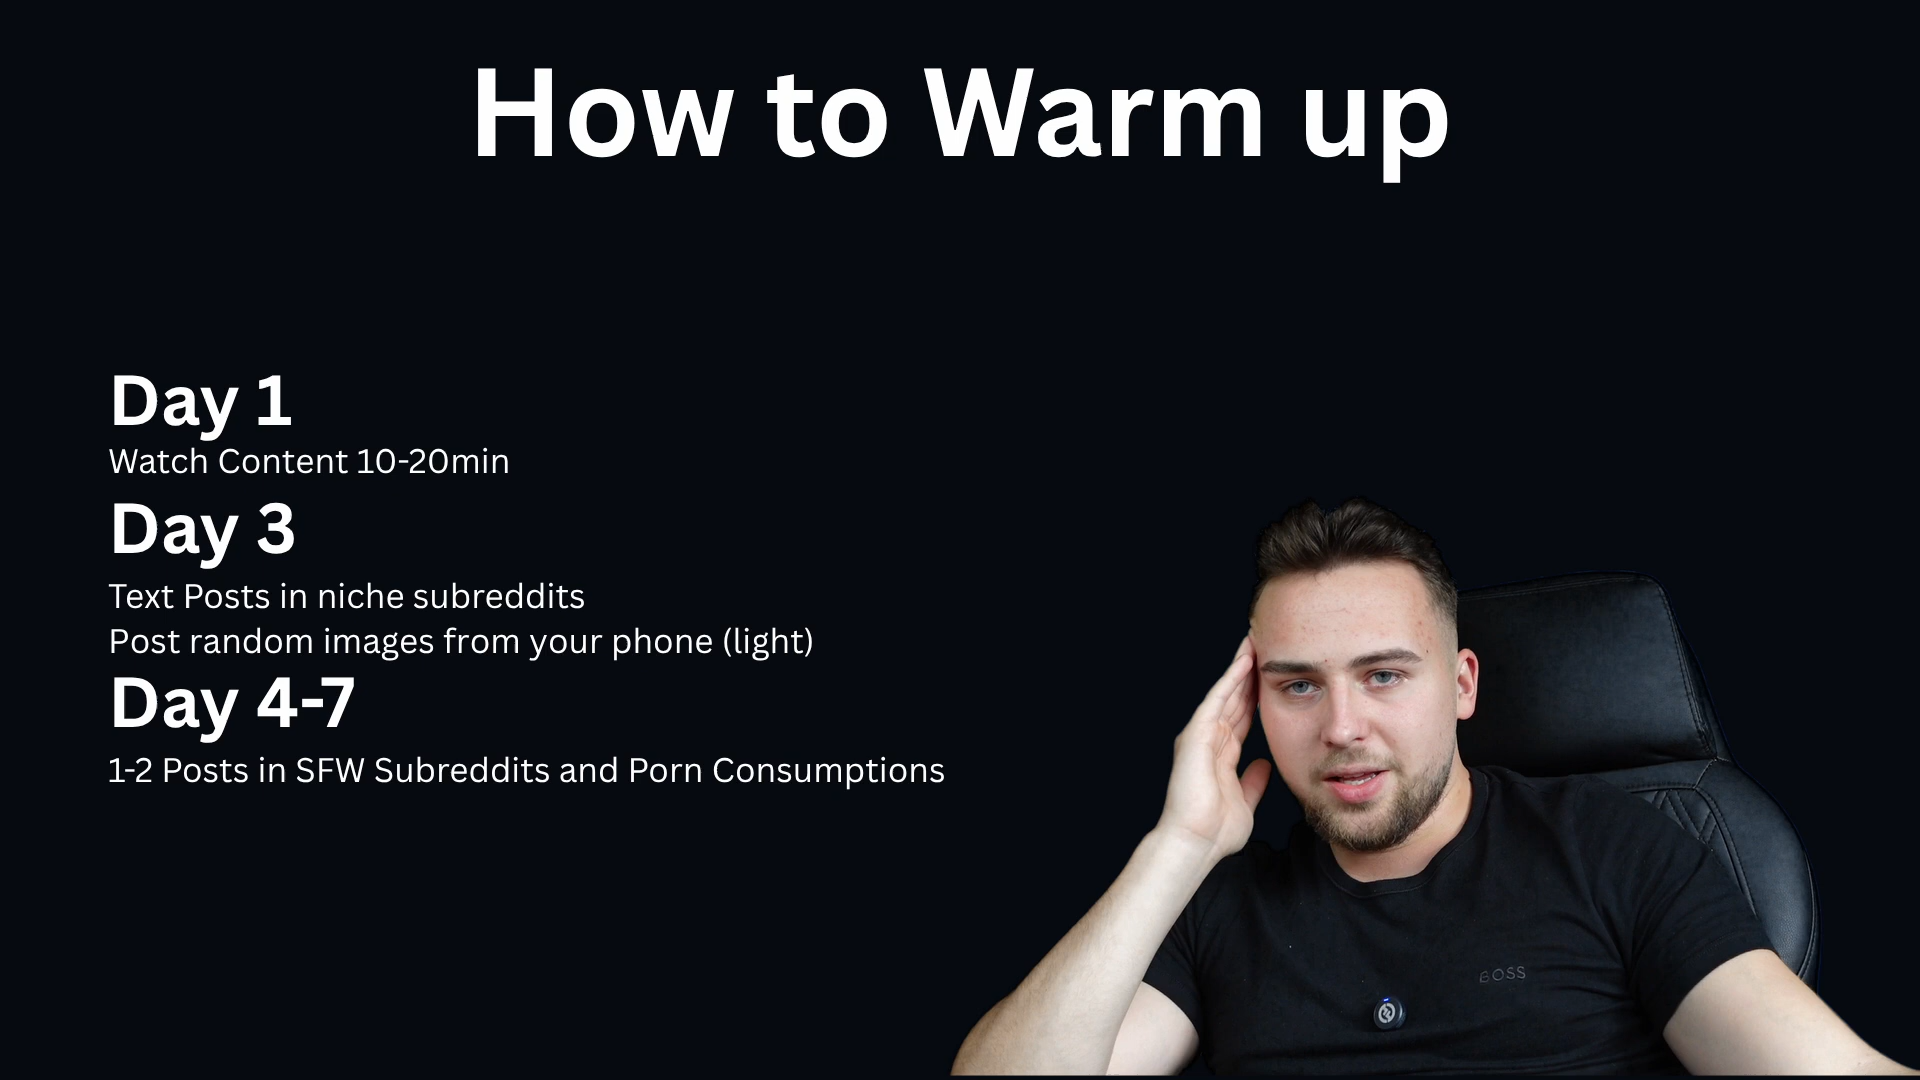 How to Warm up
Day 1
Watch Content 10-20min
Day 3
Text Posts in niche subreddits
Post random images from your phone (light)
Day 4-7
1-2 Posts in SFW Subreddits and Porn Consumptions
BOSS